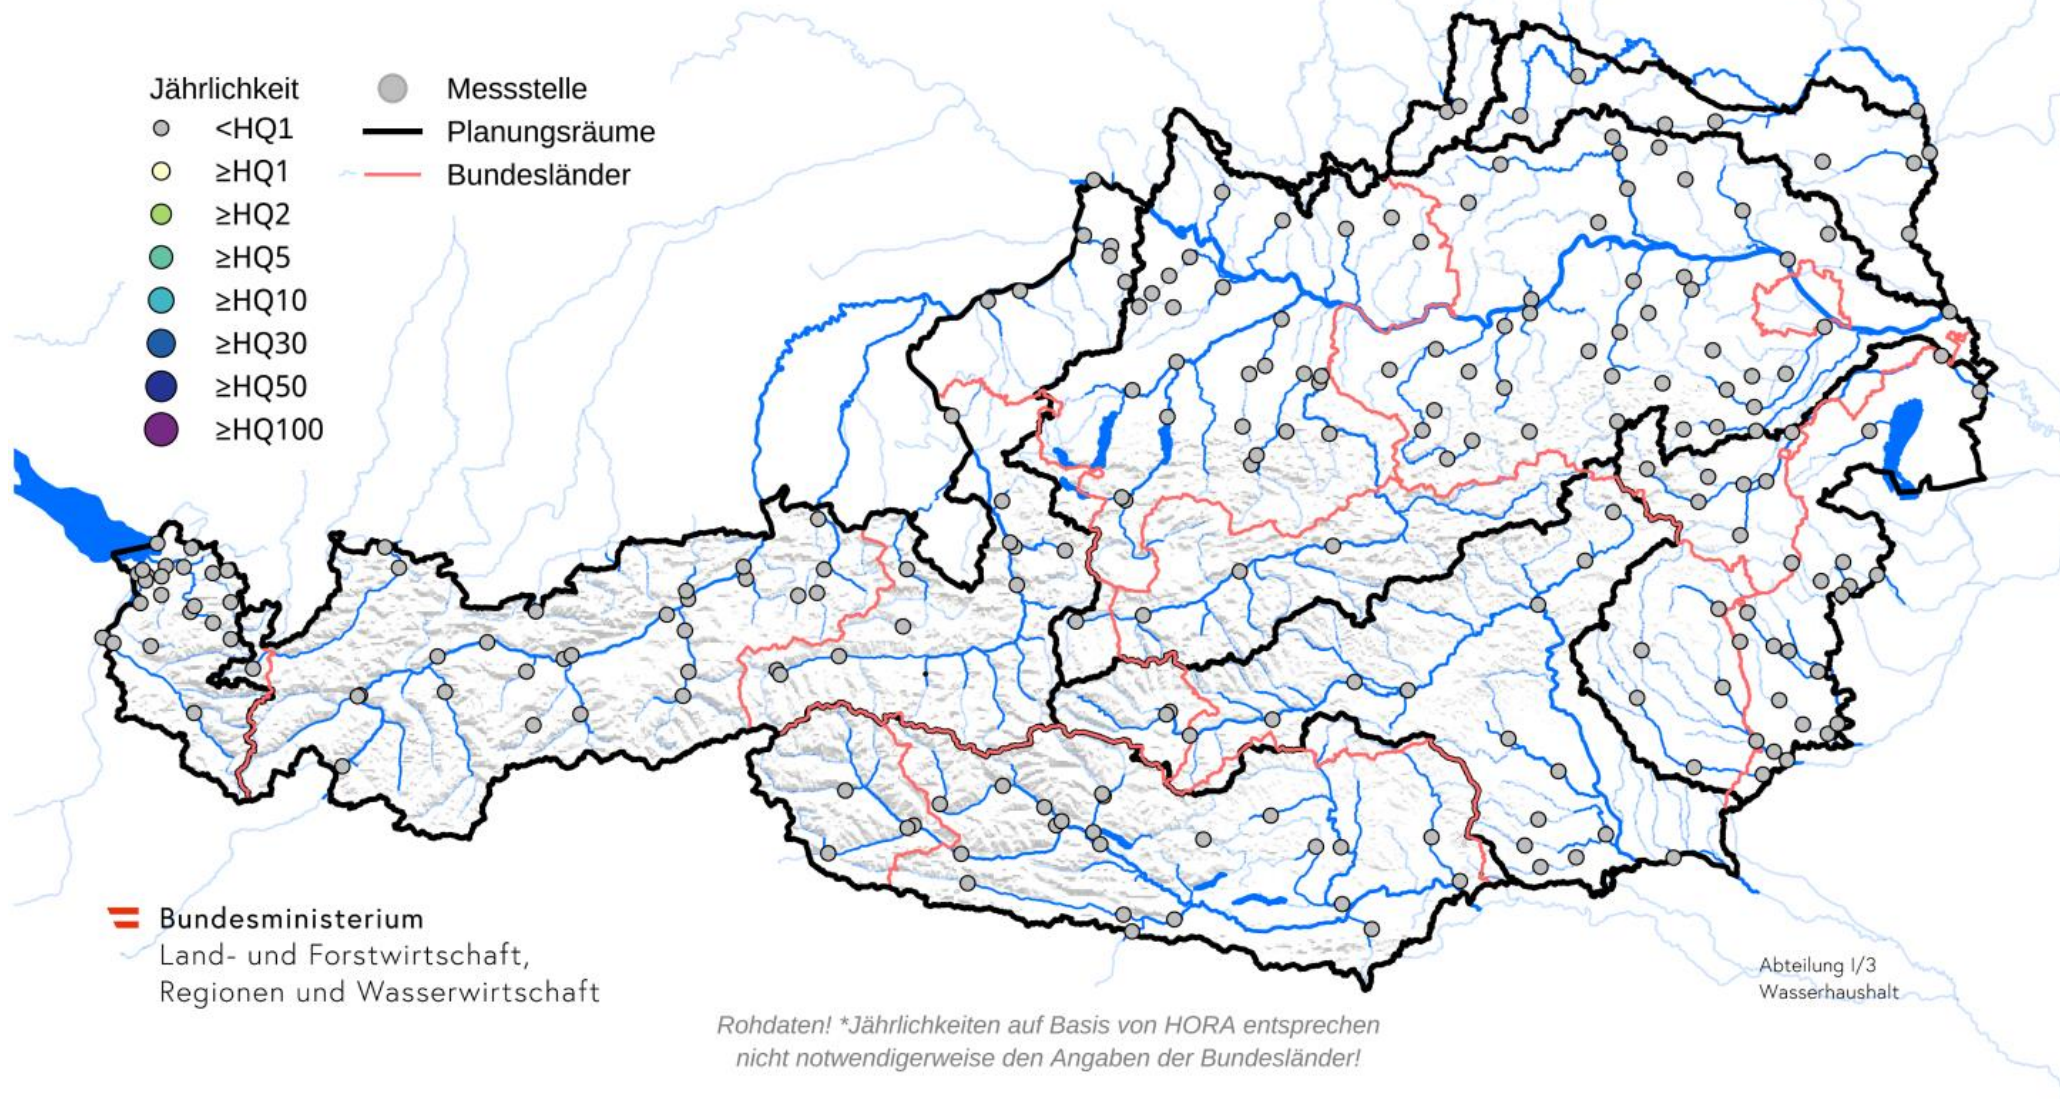 Jährlichkeit
<HQ1
≥HQ1
≥HQ2
≥HQ5
≥HQ10
≥HQ30
≥HQ50
≥HQ100
Messstelle
Planungsräume
Bundesländer
Bundesministerium
Land- und Forstwirtschaft,
Regionen und Wasserwirtschaft
Abteilung I/3
Wasserhaushalt
Rohdaten! *Jährlichkeiten auf Basis von HORA entsprechen
nicht notwendigerweise den Angaben der Bundesländer!